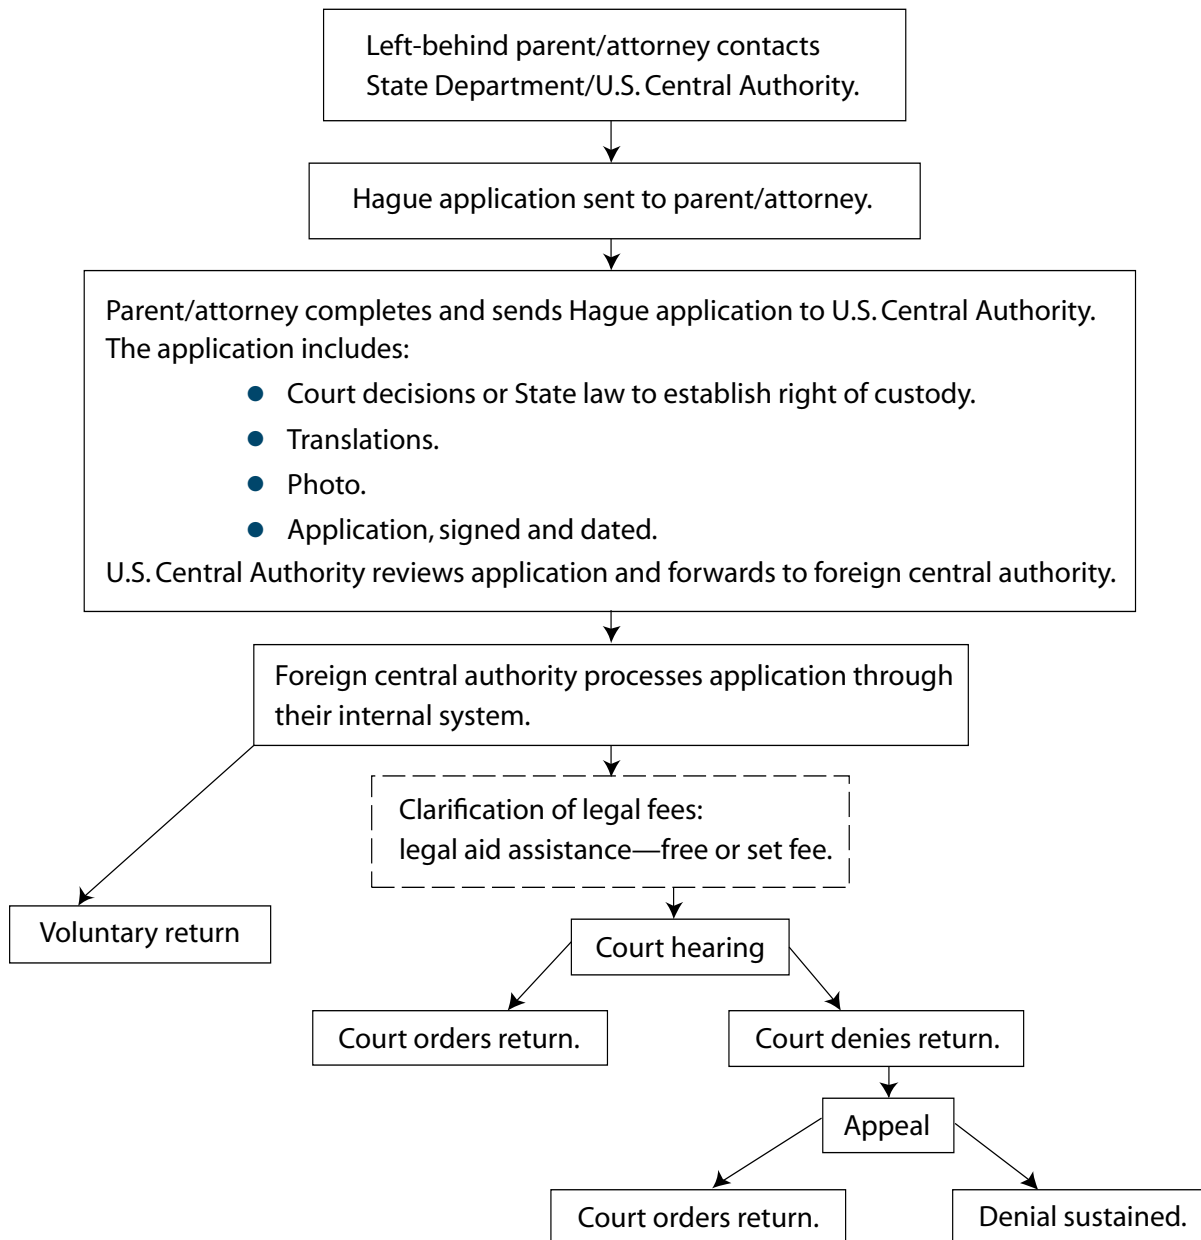 Left-behind parent/attorney contacts
State Department/U.S. Central Authority.
Hague application sent to parent/attorney.
Parent/attorney completes and sends Hague application to U.S. Central Authority.
The application includes:
● Court decisions or State law to establish right of custody.
● Translations.
● Photo.
● Application, signed and dated.
U.S. Central Authority reviews application and forwards to foreign central authority.
Foreign central authority processes application through
their internal system.
Clarification of legal fees:
legal aid assistance—free or set fee.
Voluntary return
Court hearing
Court orders return.
Court denies return.
Appeal
Court orders return.
Denial sustained.